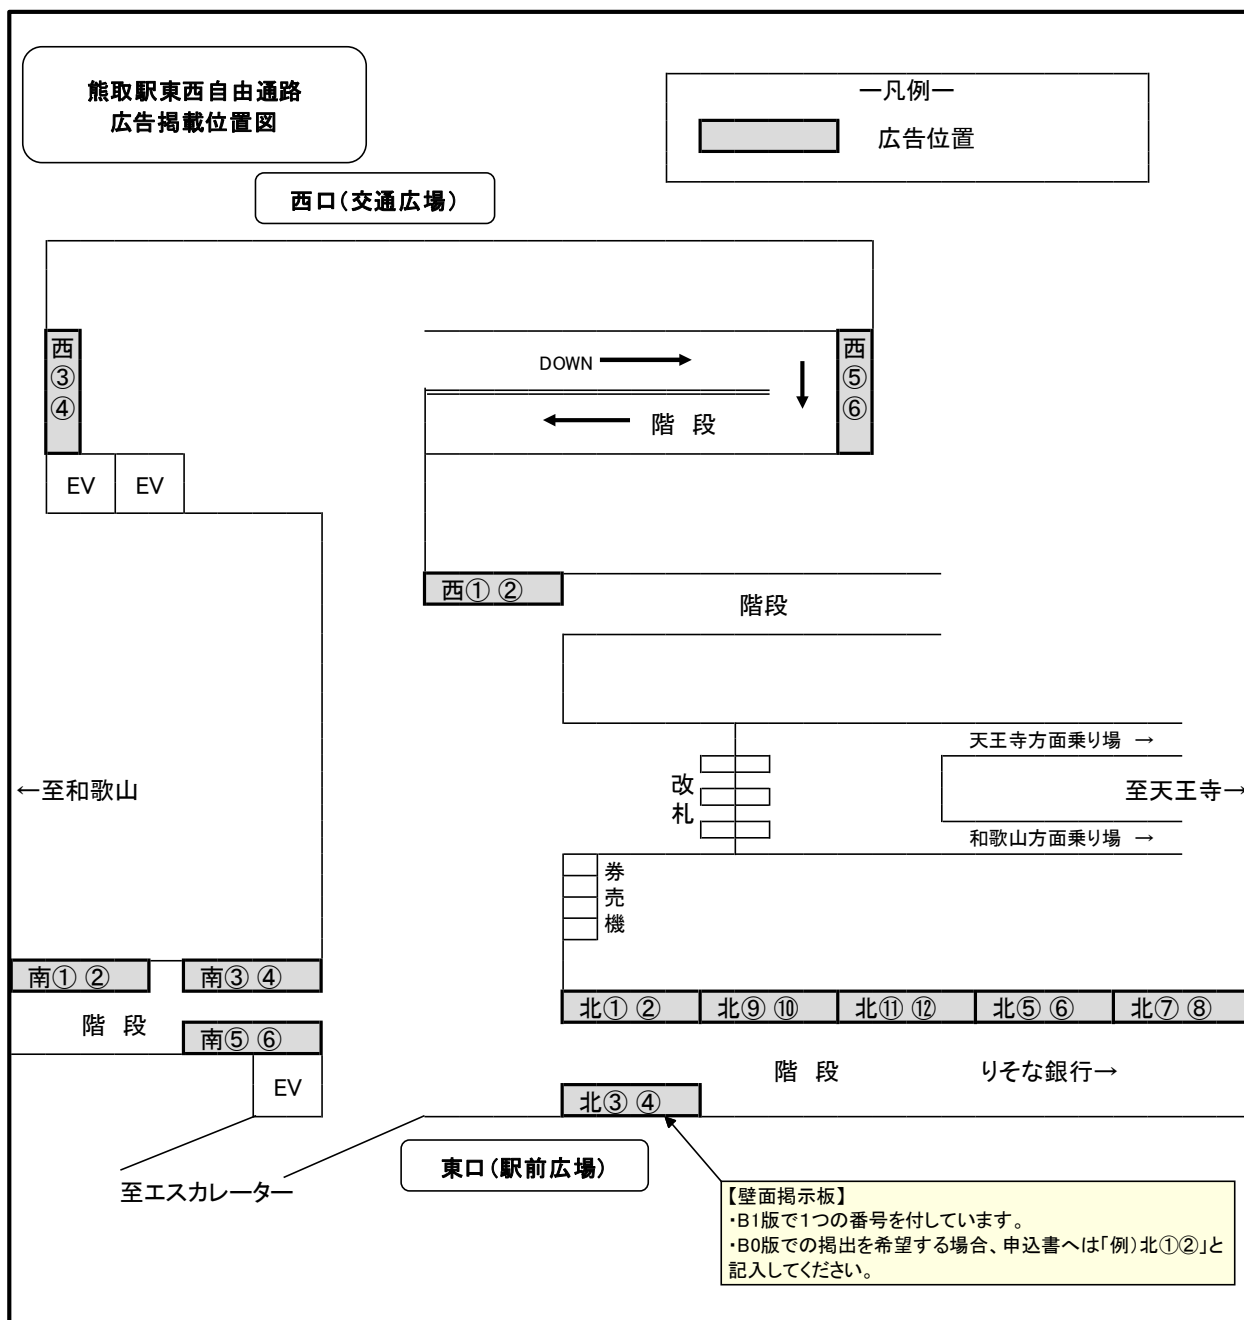 熊取駅東西自由通路
広告掲載位置図
―凡例―
広告位置
西口(交通広場)
西
③
④
DOWN
階 段
西
⑤
⑥
EV
EV
西① ②
階段
天王寺方面乗り場 →
←至和歌山
改
札
至天王寺→
和歌山方面乗り場 →
券
売
機
南① ②
南③ ④
北① ②
北⑨ ⑩
北⑪ ⑫
北⑤ ⑥
北⑦ ⑧
階 段
南⑤ ⑥
階 段
りそな銀行→
EV
北③ ④
東口(駅前広場)
至エスカレーター
【壁面掲示板】
・B1版で1つの番号を付しています。
・B0版での掲出を希望する場合、申込書へは「例)北①②」と
記入してください。